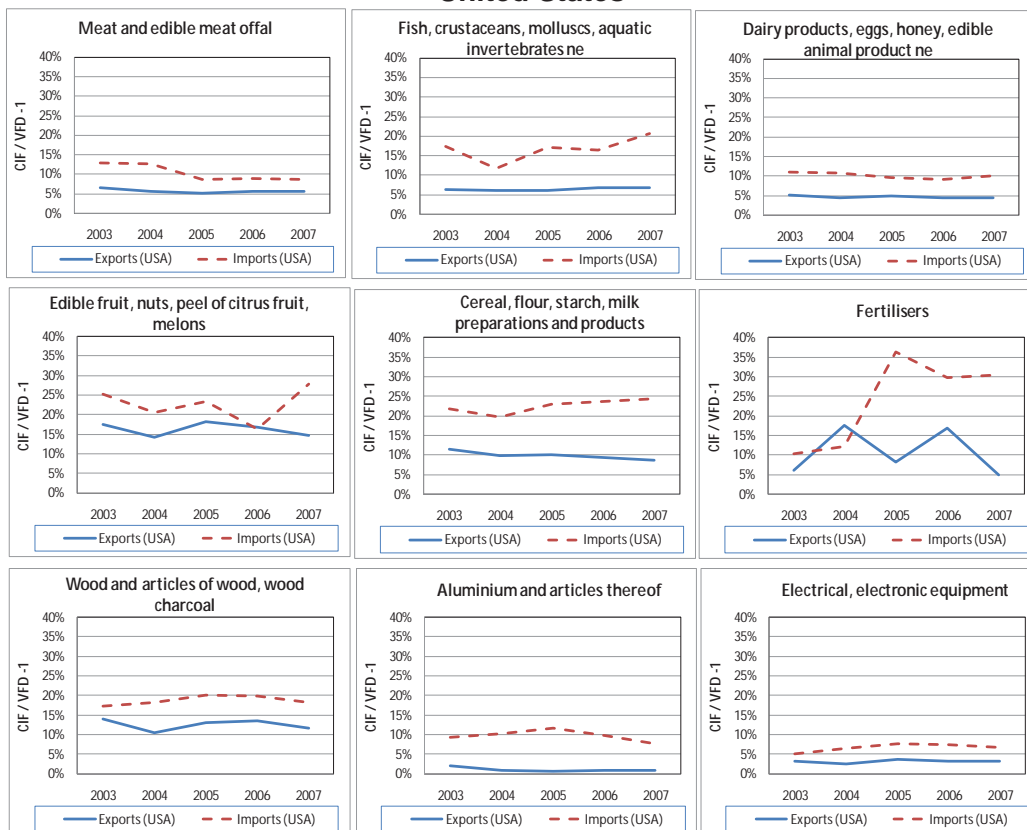 United States
Meat and edible meat offal
CIF / VFD -1
40%
35%
30%
25%
20%
15%
10%
5%
0%
2003 2004 2005 2006 2007
Exports (USA) Imports (USA)
Fish, crustaceans, molluscs, aquatic
invertebrates ne
CIF / VFD -1
40%
35%
30%
25%
20%
15%
10%
5%
0%
2003 2004 2005 2006 2007
Exports (USA) Imports (USA)
Dairy products, eggs, honey, edible
animal product ne
CIF / VFD -1
40%
35%
30%
25%
20%
15%
10%
5%
0%
2003 2004 2005 2006 2007
Exports (USA) Imports (USA)
Edible fruit, nuts, peel of citrus fruit,
melons
CIF / VFD -1
40%
35%
30%
25%
20%
15%
10%
5%
0%
2003 2004 2005 2006 2007
Exports (USA) Imports (USA)
Cereal, flour, starch, milk
preparations and products
CIF / VFD -1
40%
35%
30%
25%
20%
15%
10%
5%
0%
2003 2004 2005 2006 2007
Exports (USA) Imports (USA)
Fertilisers
CIF / VFD -1
40%
35%
30%
25%
20%
15%
10%
5%
0%
2003 2004 2005 2006 2007
Exports (USA) Imports (USA)
Wood and articles of wood, wood
charcoal
CIF / VFD -1
40%
35%
30%
25%
20%
15%
10%
5%
0%
2003 2004 2005 2006 2007
Exports (USA) Imports (USA)
Aluminium and articles thereof
CIF / VFD -1
40%
35%
30%
25%
20%
15%
10%
5%
0%
2003 2004 2005 2006 2007
Exports (USA) Imports (USA)
Electrical, electronic equipment
CIF / VFD -1
40%
35%
30%
25%
20%
15%
10%
5%
0%
2003 2004 2005 2006 2007
Exports (USA) Imports (USA)